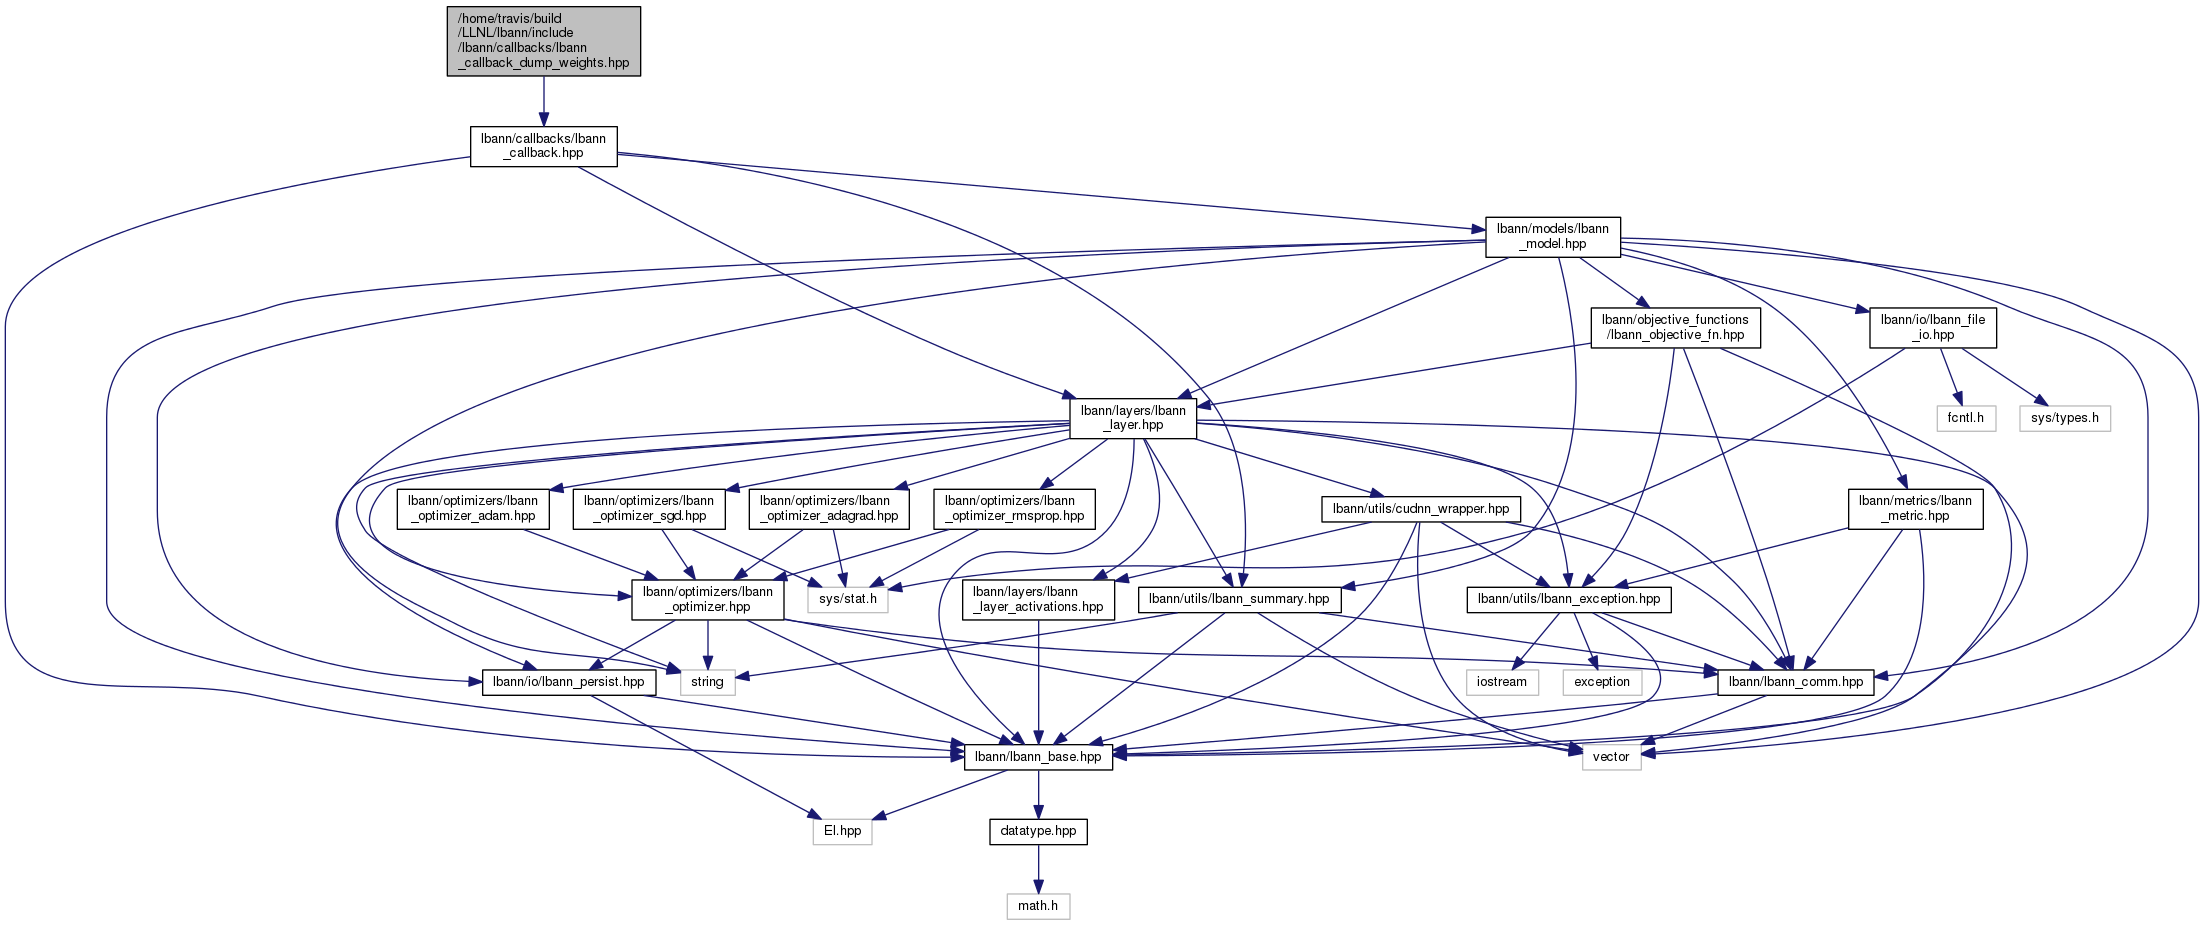 /home/travis/build
/LLNL/lbann/include
/lbann/callbacks/lbann
_callback_dump_weights.hpp
lbann/callbacks/lbann
_callback.hpp
lbann/models/lbann
_model.hpp
lbann/objective_functions
/lbann_objective_fn.hpp
lbann/io/lbann_file
_io.hpp
lbann/layers/lbann
_layer.hpp
fcntl.h
sys/types.h
lbann/optimizers/lbann
_optimizer_adam.hpp
lbann/optimizers/lbann
_optimizer_sgd.hpp
lbann/optimizers/lbann
_optimizer_adagrad.hpp
lbann/optimizers/lbann
_optimizer_rmsprop.hpp
lbann/utils/cudnn_wrapper.hpp
lbann/metrics/lbann
_metric.hpp
lbann/optimizers/lbann
_optimizer.hpp
sys/stat.h
lbann/layers/lbann
_layer_activations.hpp
lbann/utils/lbann_summary.hpp
lbann/utils/lbann_exception.hpp
lbann/io/lbann_persist.hpp
string
iostream
exception
lbann/lbann_comm.hpp
lbann/lbann_base.hpp
vector
El.hpp
datatype.hpp
math.h